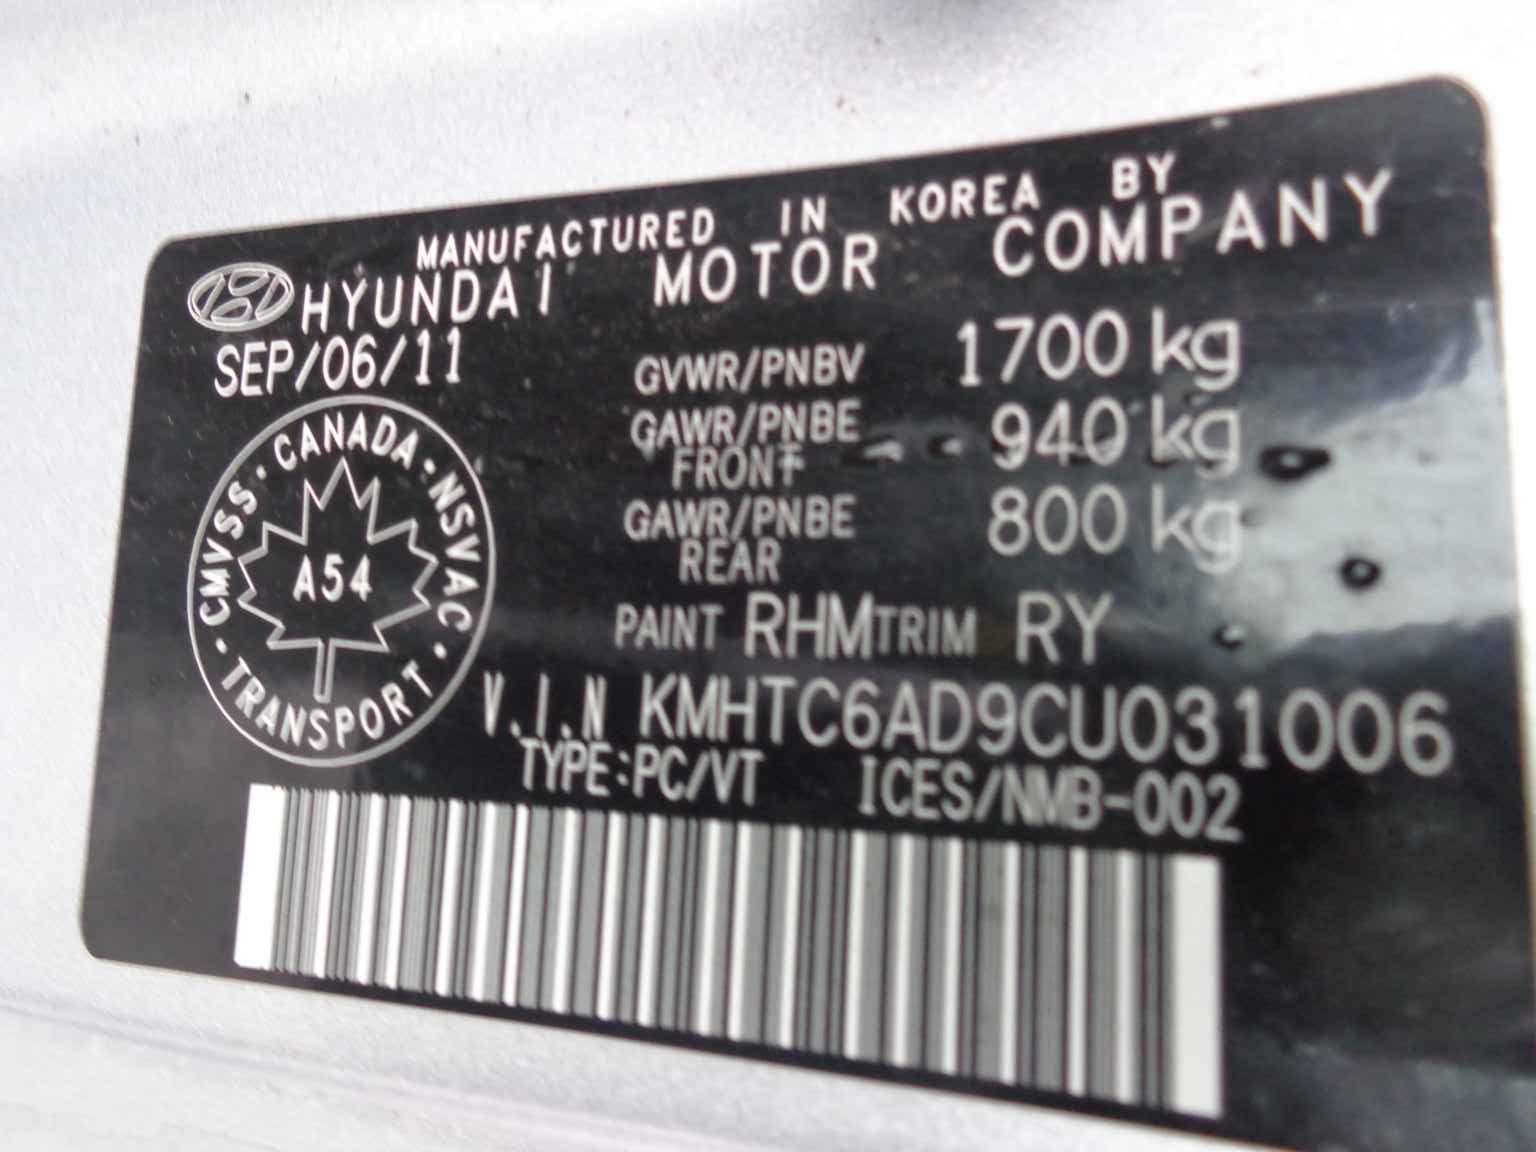 MANUFACTURED IN KOREA BY
HYUNDAI MOTOR COMPANY
SEP/06/11
GVWR/PNBV 1700 kg
GAWR/PNBE 940 kg
FRONT
GAWR/PNBE 800 kg
REAR
CMVSS · CANADA · NSVAC · TRANSPORT ·
A54
PAINT RHM TRIM RY
V.I.N KMHTC6AD9CU031006
TYPE:PC/VT ICES/NMB-002